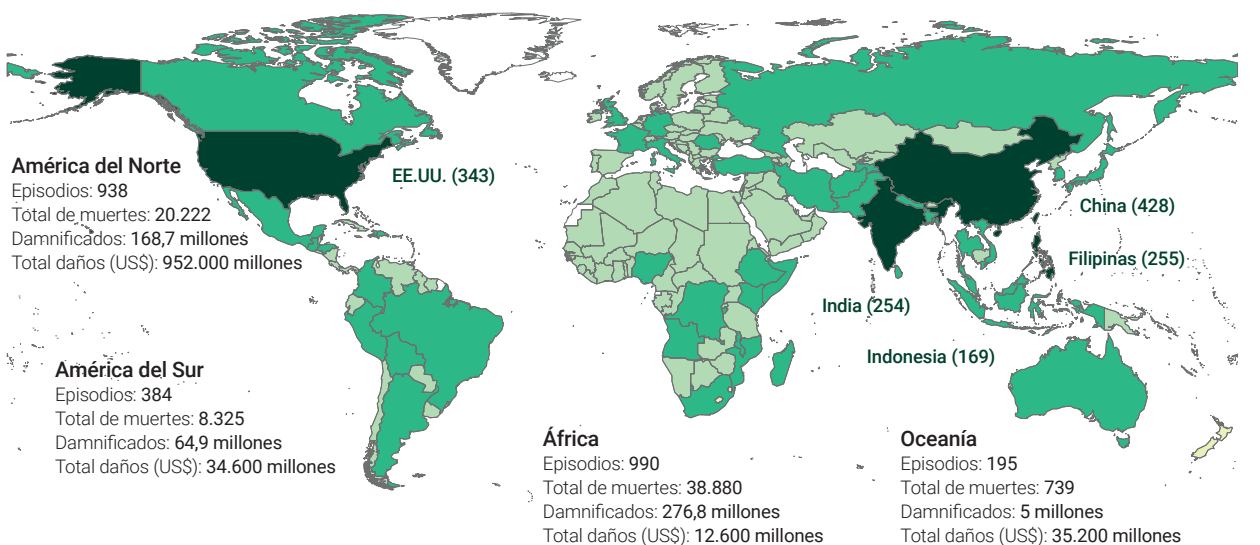 América del Norte
Episodios: 938
Total de muertes: 20.222
Damnificados: 168,7 millones
Total daños (US$): 952.000 millones
EE.UU. (343)
América del Sur
Episodios: 384
Total de muertes: 8.325
Damnificados: 64,9 millones
Total daños (US$): 34.600 millones
China (428)
Filipinas (255)
India (254)
Indonesia (169)
África
Episodios: 990
Total de muertes: 38.880
Damnificados: 276,8 millones
Total daños (US$): 12.600 millones
Oceanía
Episodios: 195
Total de muertes: 739
Damnificados: 5 millones
Total daños (US$): 35.200 millones